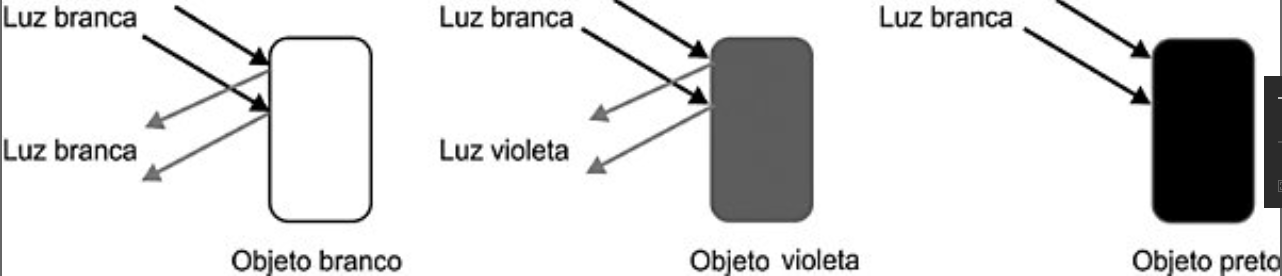 Luz branca
Luz branca
Objeto branco
Luz branca
Luz violeta
Objeto violeta
Luz branca
Objeto preto